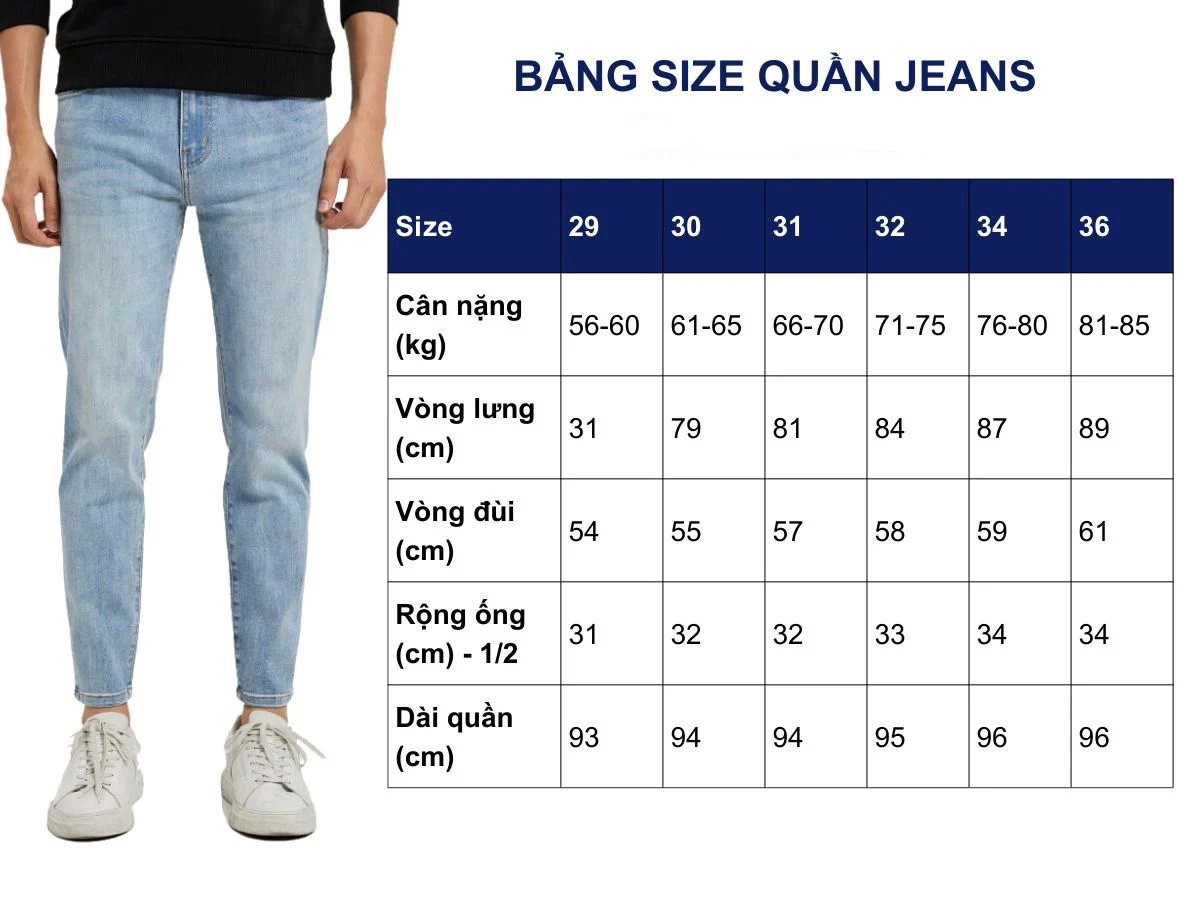 BẢNG SIZE QUẦN JEANS
Size 29 30 31 32 34 36
Cân nặng (kg) 56-60 61-65 66-70 71-75 76-80 81-85
Vòng lưng (cm) 31 79 81 84 87 89
Vòng đùi (cm) 54 55 57 58 59 61
Rộng ống (cm) - 1/2 31 32 32 33 34 34
Dài quần (cm) 93 94 94 95 96 96